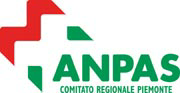 ANPAS
COMITATO REGIONALE PIEMONTE